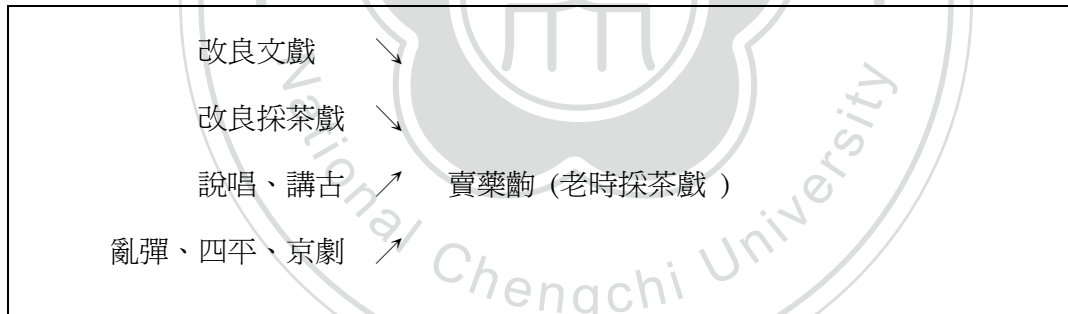 改良文戲 ↘
改良採茶戲 ↘
說唱、講古 ↗ 賣藥齣 (老時採茶戲 )
亂彈、四平、京劇 ↗
National Chengchi University